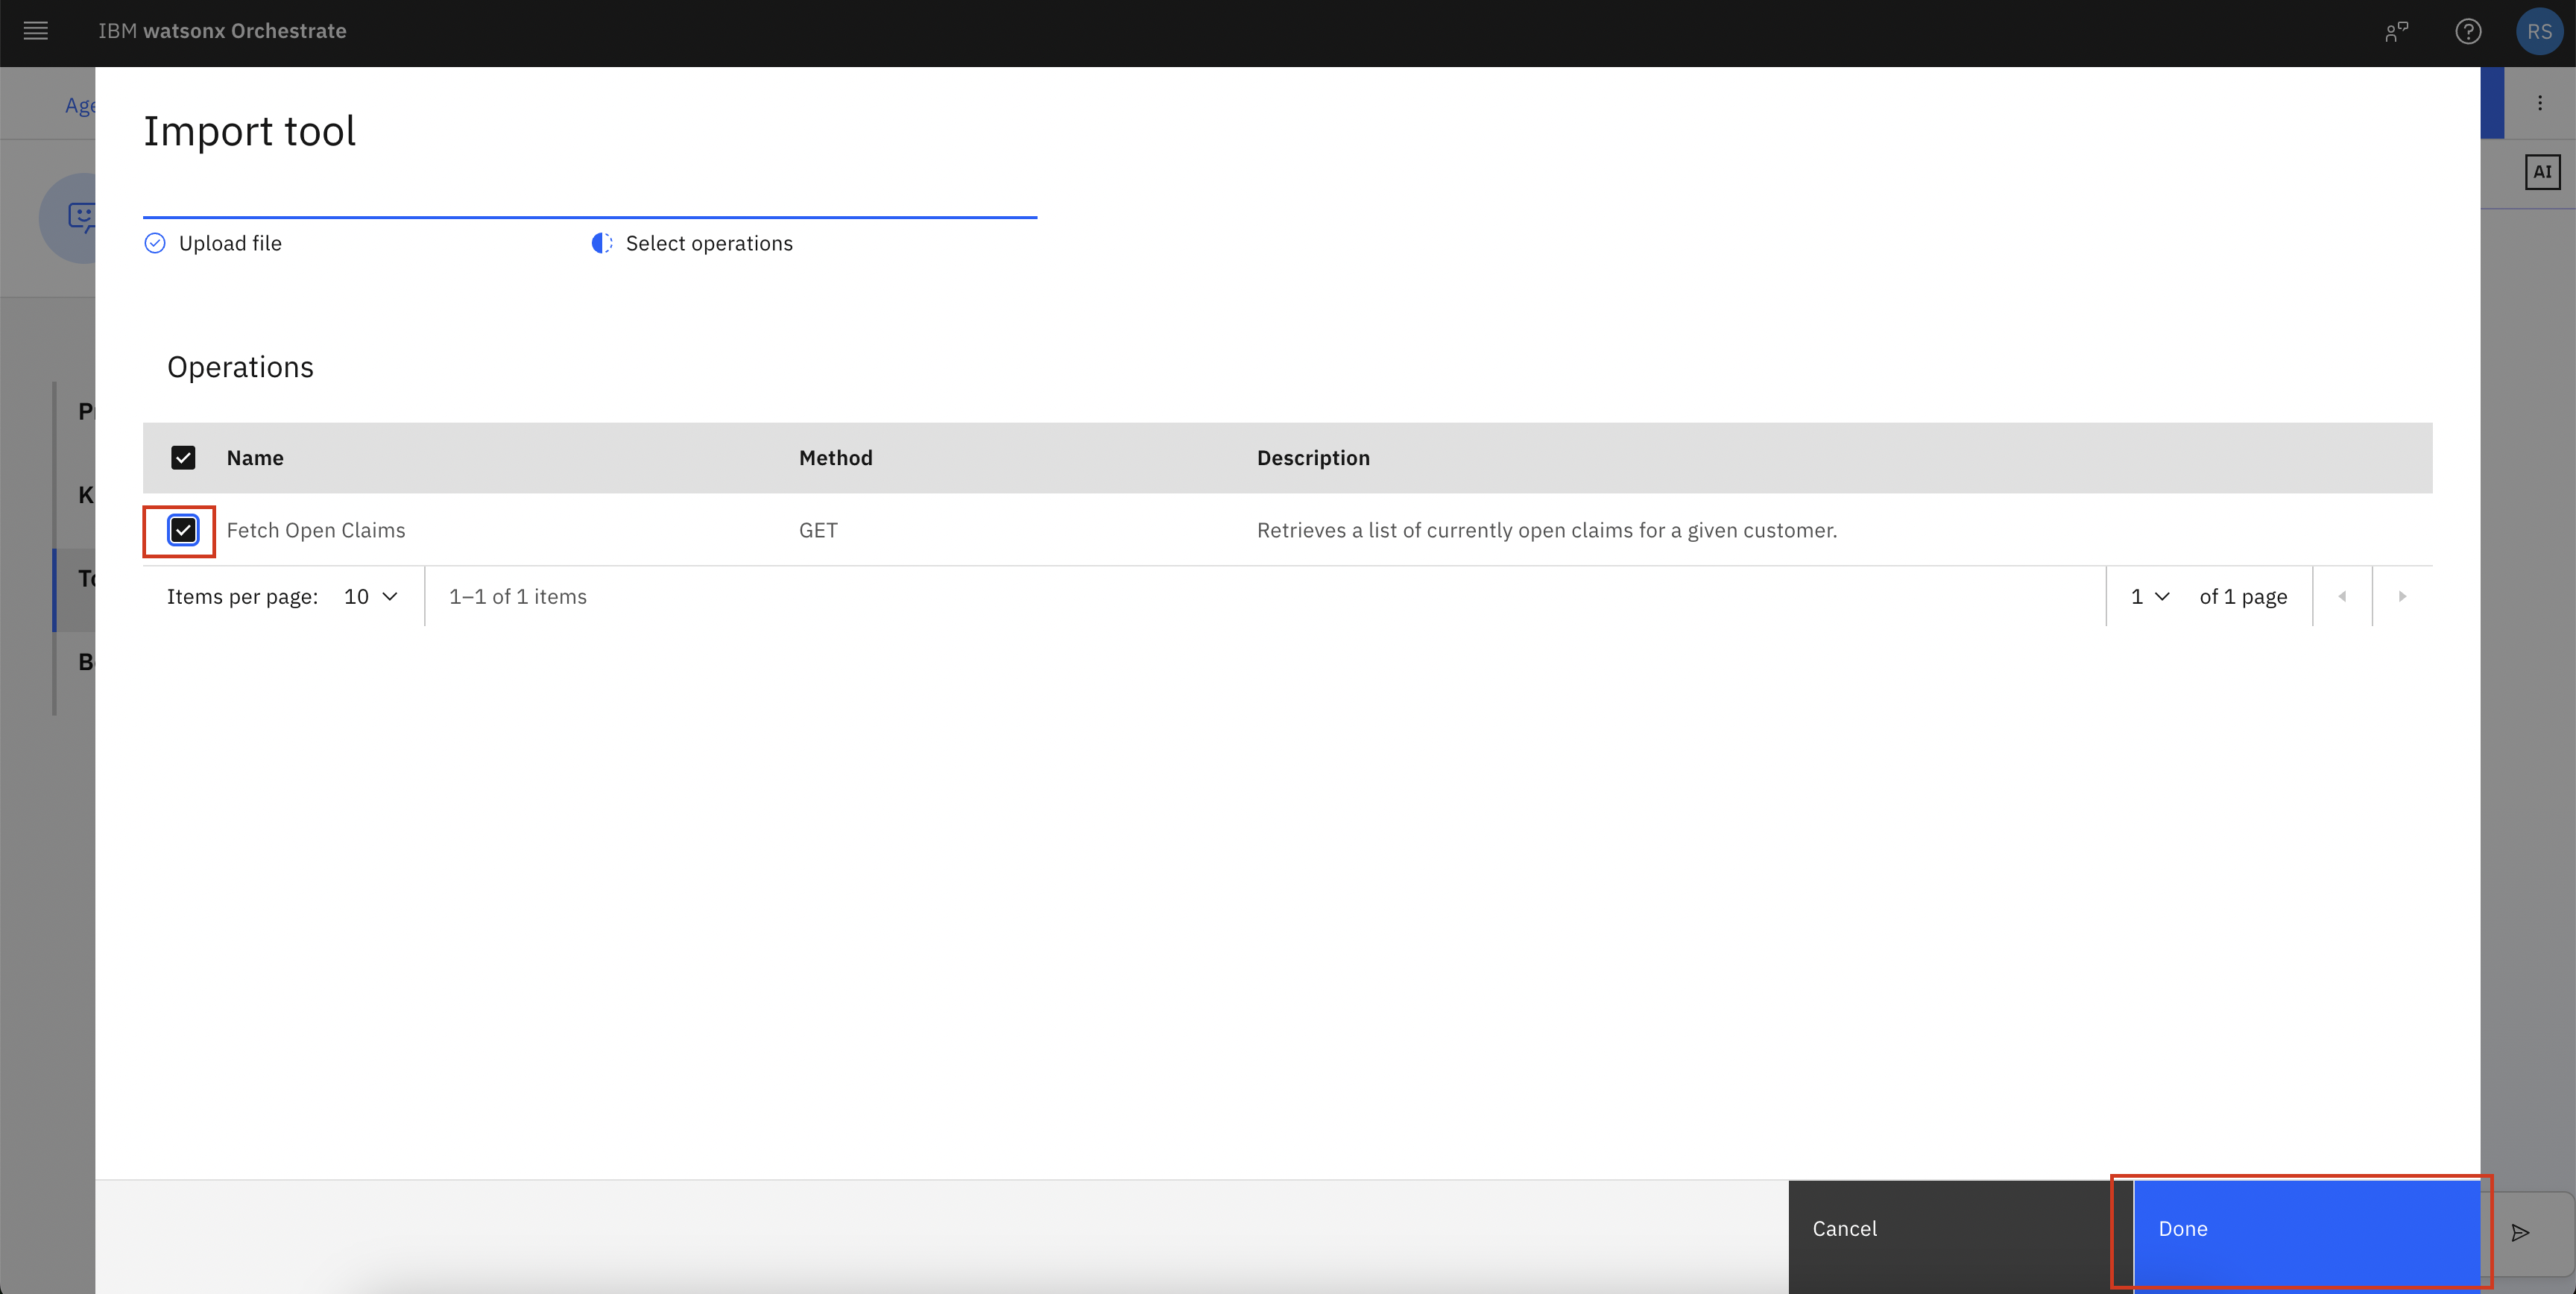 IBM watsonx Orchestrate
RS
Age
AI
Import tool
Upload file
Select operations
Operations
Name Method Description
Fetch Open Claims GET Retrieves a list of currently open claims for a given customer.
Items per page: 10 1–1 of 1 items 1 of 1 page
P
K
To
B
Cancel
Done